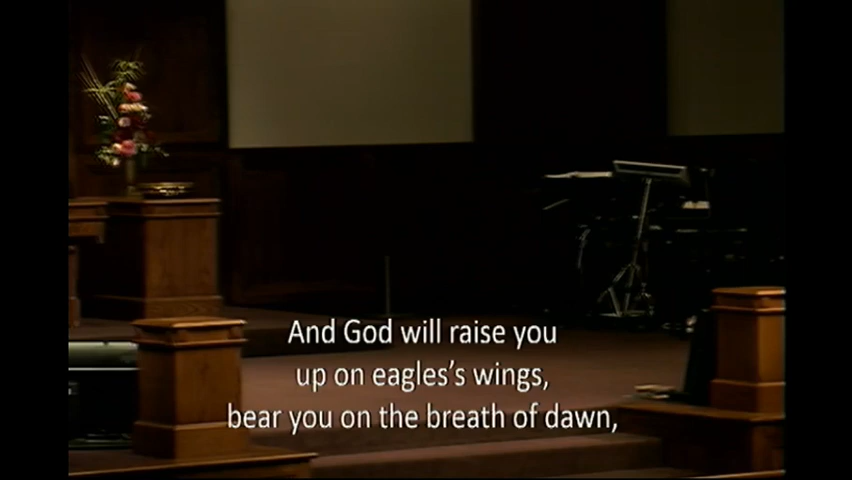 And God will raise you
up on eagles's wings,
bear you on the breath of dawn,